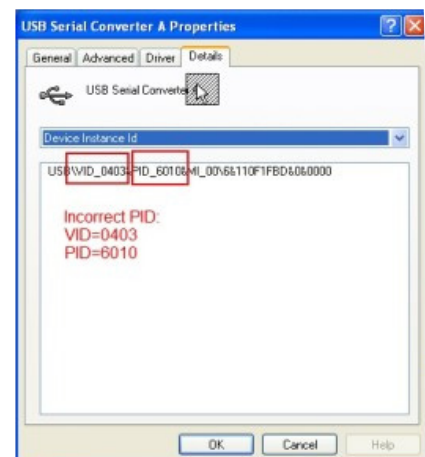 USB Serial Converter A Properties
General Advanced Driver Details
USB Serial Converter
Device Instance Id
USB\VID_0403&PID_6010&MI_00\6&110F1FBD&0&0000
Incorrect PID:
VID=0403
PID=6010
OK Cancel Help